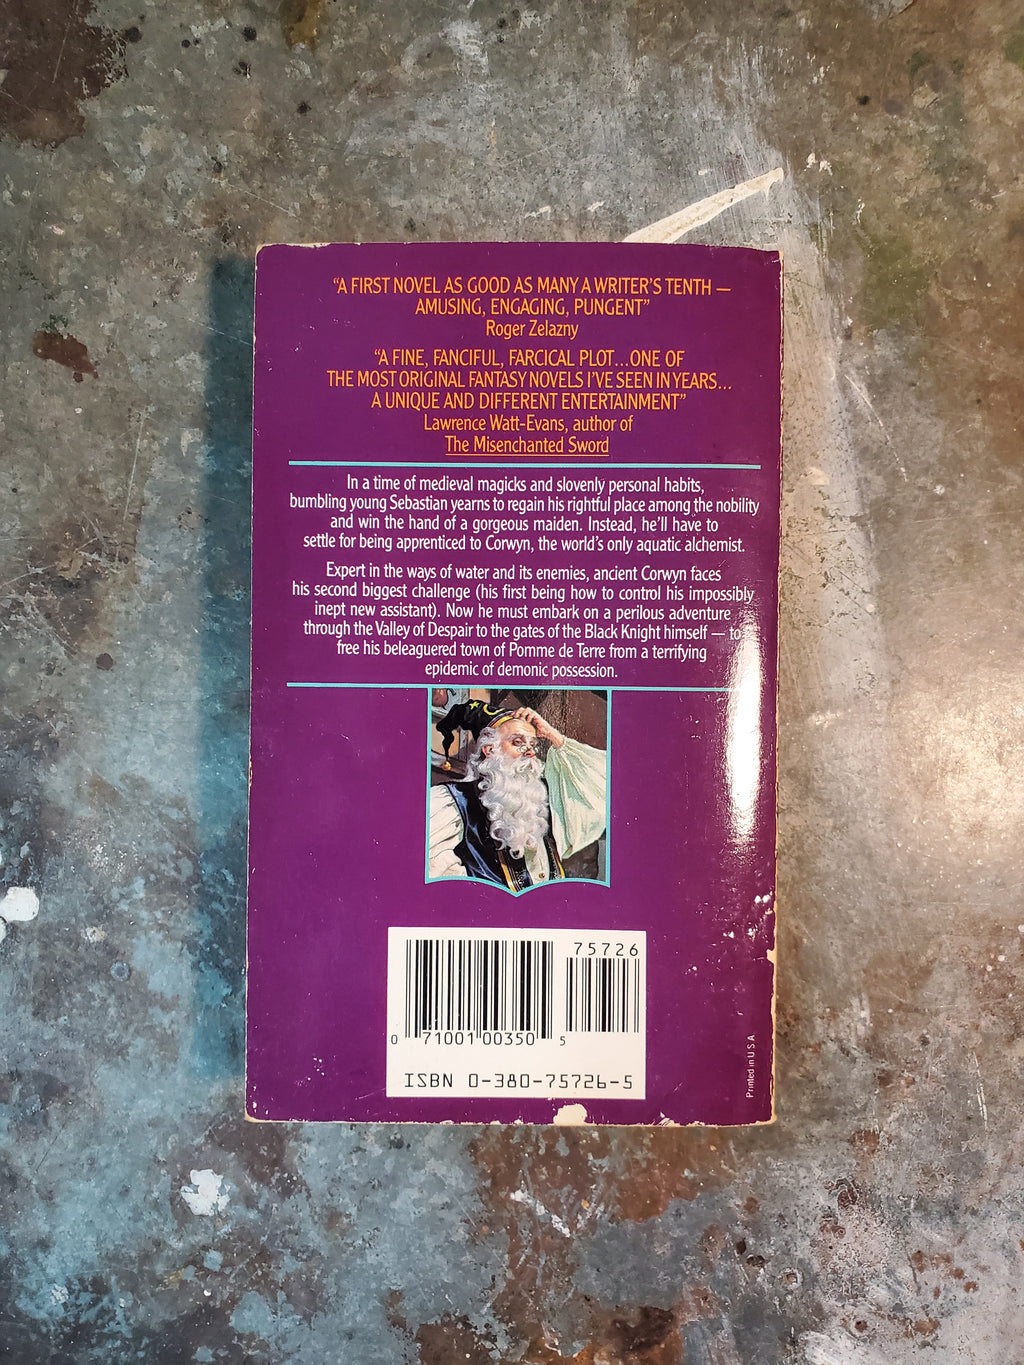 “A FIRST NOVEL AS GOOD AS MANY A WRITER’S TENTH —
AMUSING, ENGAGING, PUNGENT”
Roger Zelazny
“A FINE, FANCIFUL, FARCICAL PLOT...ONE OF
THE MOST ORIGINAL FANTASY NOVELS I’VE SEEN IN YEARS...
A UNIQUE AND DIFFERENT ENTERTAINMENT”
Lawrence Watt-Evans, author of
The Misenchanted Sword
In a time of medieval magicks and slovenly personal habits,
bumbling young Sebastian yearns to regain his rightful place among the nobility
and win the hand of a gorgeous maiden. Instead, he’ll have to
settle for being apprenticed to Corwyn, the world’s only aquatic alchemist.
Expert in the ways of water and its enemies, ancient Corwyn faces
his second biggest challenge (his first being how to control his impossibly
inept new assistant). Now he must embark on a perilous adventure
through the Valley of Despair to the gates of the Black Knight himself — to
free his beleaguered town of Pomme de Terre from a terrifying
epidemic of demonic possession.
75726
0 71001 00350 5
ISBN 0-380-75726-5
Printed in U S A